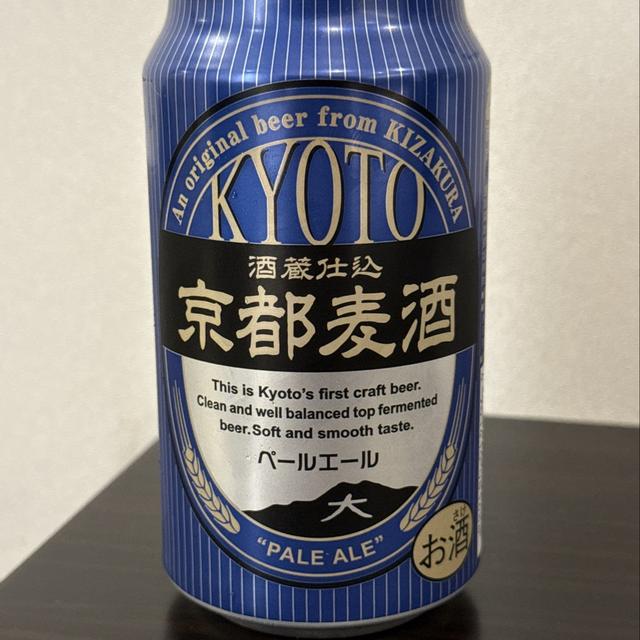 An original beer from KIZAKURA
KYOTO
酒蔵仕込
京都麦酒
This is Kyoto's first craft beer.
Clean and well balanced top fermented
beer.Soft and smooth taste.
ペールエール
大
"PALE ALE"
さけ
お酒